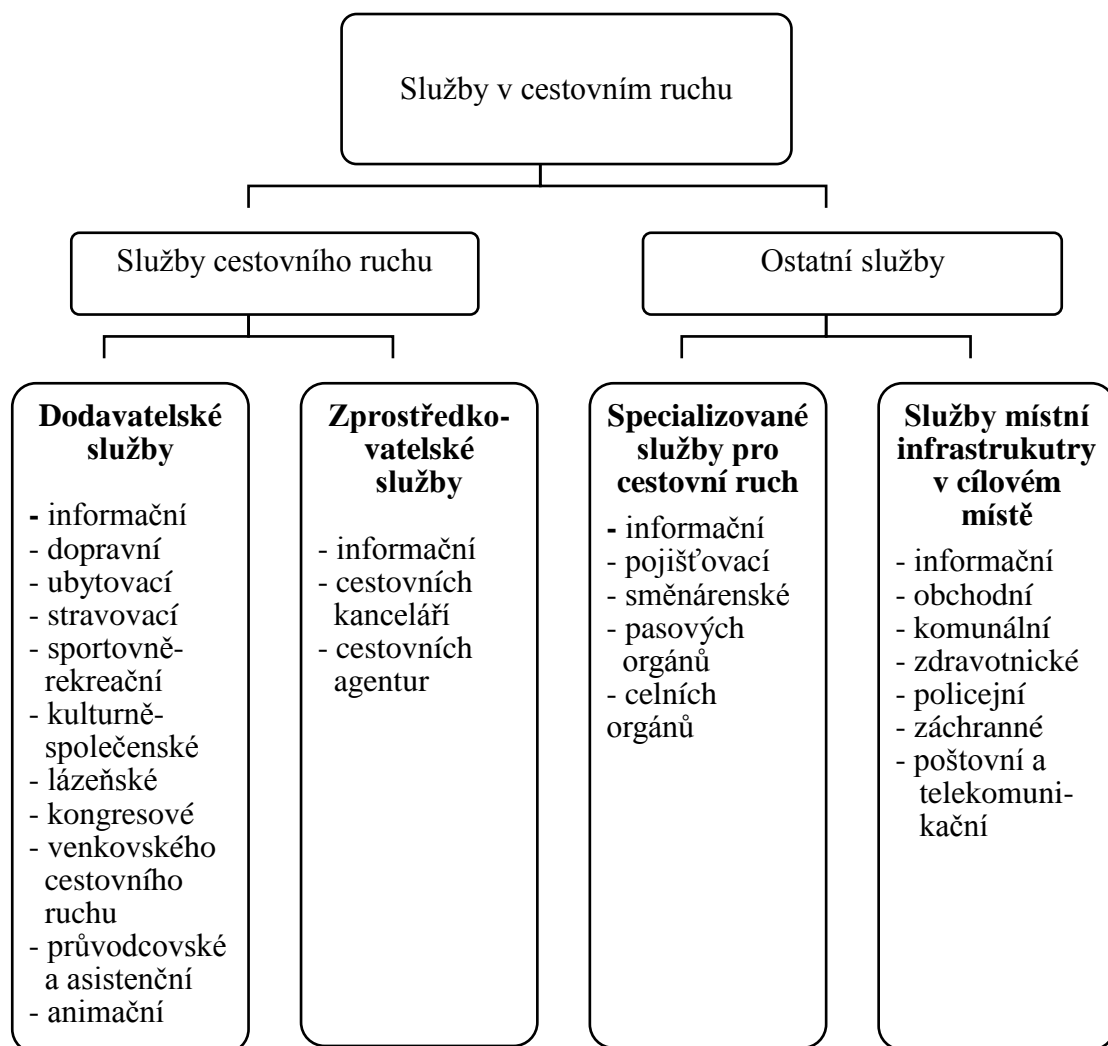 Služby v cestovním ruchu
Služby cestovního ruchu
Ostatní služby
Dodavatelské
služby
- informační
- dopravní
- ubytovací
- stravovací
- sportovně-
rekreační
- kulturně-
společenské
- lázeňské
- kongresové
- venkovského
cestovního
ruchu
- průvodcovské
a asistenční
- animační
Zprostředko-
vatelské
služby
- informační
- cestovních
kanceláří
- cestovních
agentur
Specializované
služby pro
cestovní ruch
- informační
- pojišťovací
- směnárenské
- pasových
orgánů
- celních
orgánů
Služby místní
infrastrukutry
v cílovém
místě
- informační
- obchodní
- komunální
- zdravotnické
- policejní
- záchranné
- poštovní a
telekomuni-
kační